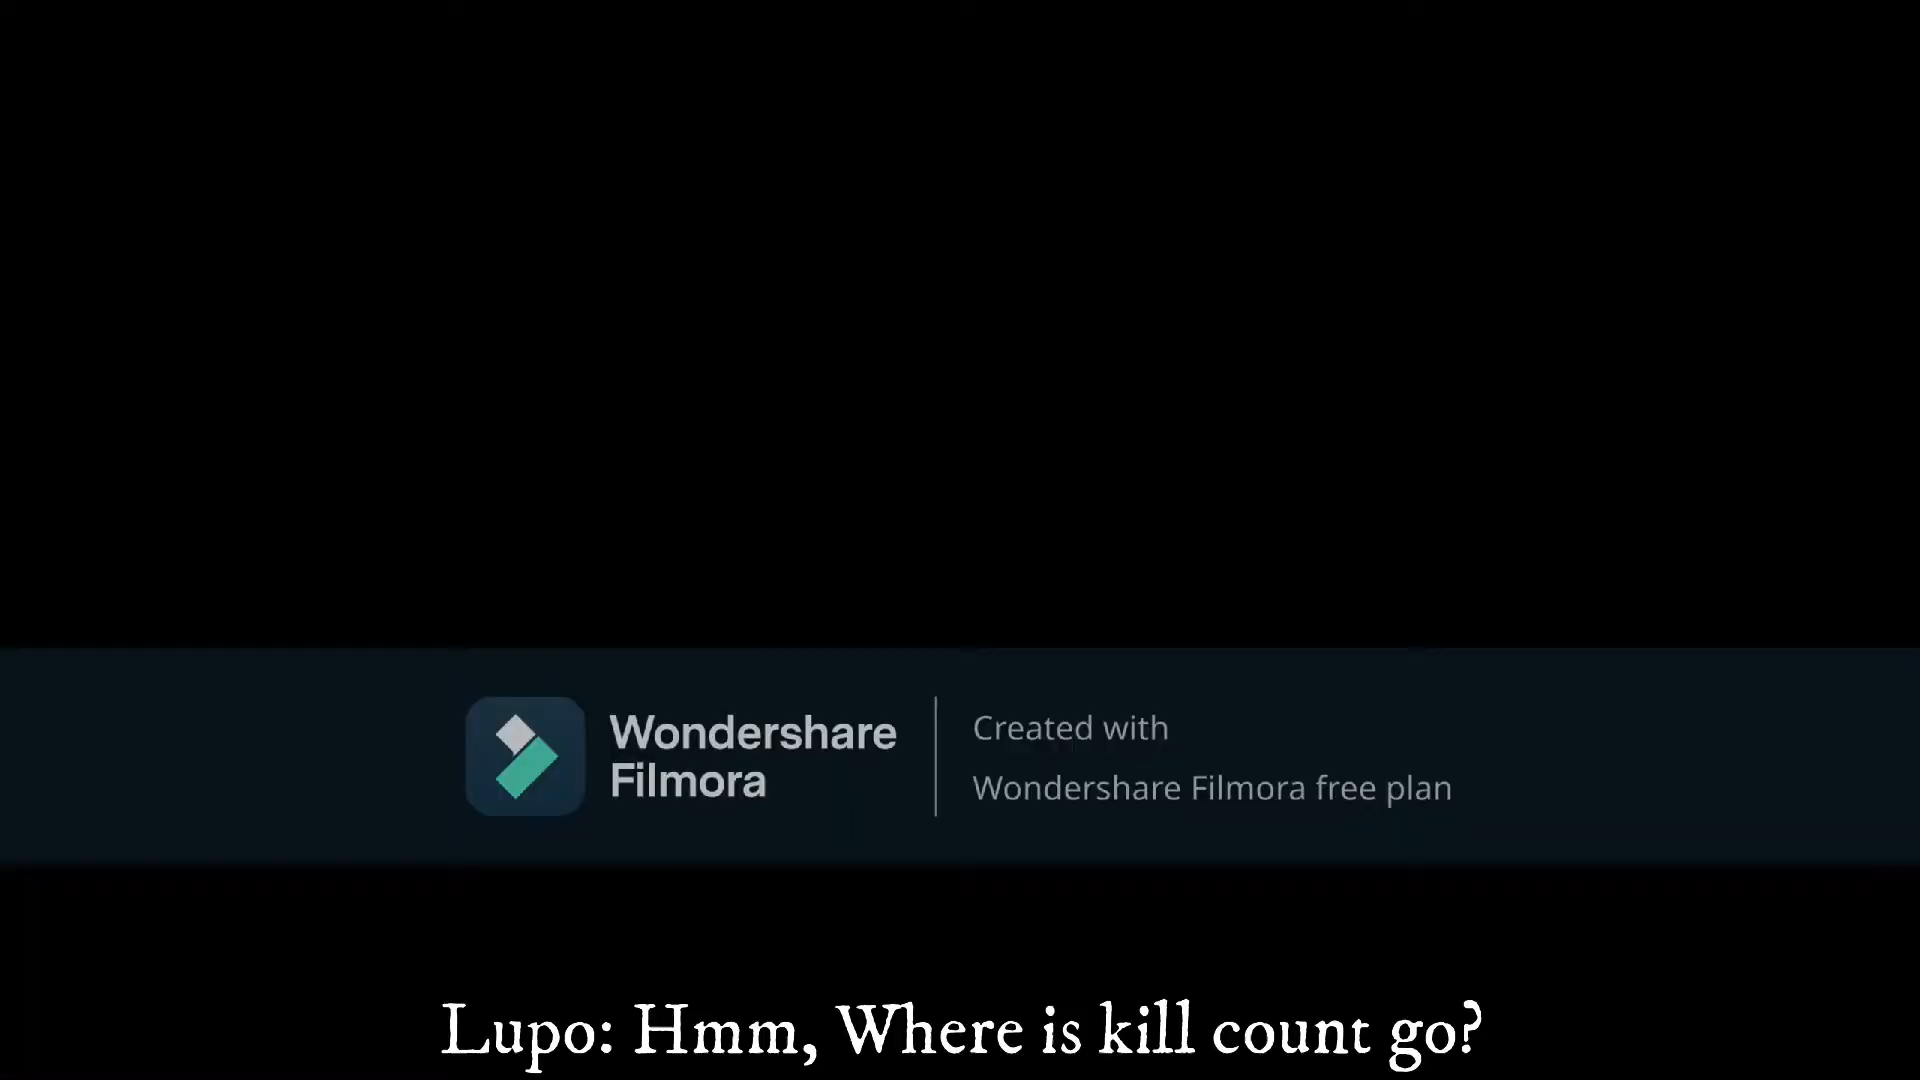 Wondershare
Filmora
Created with
Wondershare Filmora free plan
Lupo: Hmm, Where is kill count go?